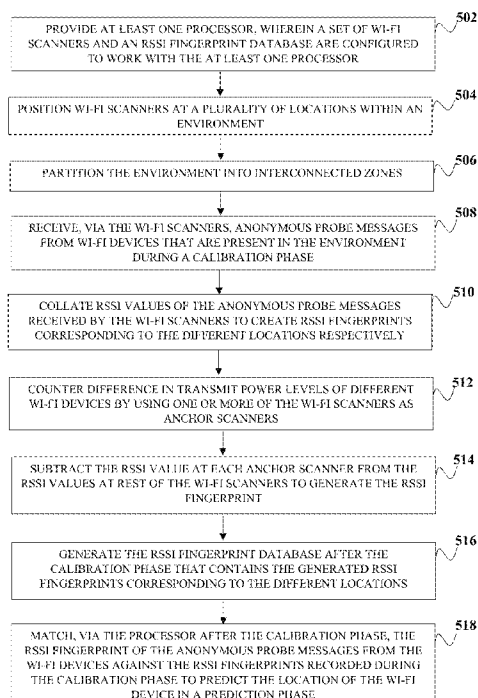 502
PROVIDE AT LEAST ONE PROCESSOR, WHEREIN A SET OF WI-FI
SCANNERS AND AN RSSI FINGERPRINT DATABASE ARE CONFIGURED
TO WORK WITH THE AT LEAST ONE PROCESSOR
504
POSITION WI-FI SCANNERS AT A PLURALITY OF LOCATIONS WITHIN AN
ENVIRONMENT
506
PARTITION THE ENVIRONMENT INTO INTERCONNECTED ZONES
508
RECEIVE, VIA THE WI-FI SCANNERS, ANONYMOUS PROBE MESSAGES
FROM WI-FI DEVICES THAT ARE PRESENT IN THE ENVIRONMENT
DURING A CALIBRATION PHASE
510
COLLATE RSSI VALUES OF THE ANONYMOUS PROBE MESSAGES
RECEIVED BY THE WI-FI SCANNERS TO CREATE RSSI FINGERPRINTS
CORRESPONDING TO THE DIFFERENT LOCATIONS RESPECTIVELY
512
COUNTER DIFFERENCE IN TRANSMIT POWER LEVELS OF DIFFERENT
WI-FI DEVICES BY USING ONE OR MORE OF THE WI-FI SCANNERS AS
ANCHOR SCANNERS
514
SUBTRACT THE RSSI VALUE AT EACH ANCHOR SCANNER FROM THE
RSSI VALUES AT REST OF THE WI-FI SCANNERS TO GENERATE THE RSSI
FINGERPRINT
516
GENERATE THE RSSI FINGERPRINT DATABASE AFTER THE
CALIBRATION PHASE THAT CONTAINS THE GENERATED RSSI
FINGERPRINTS CORRESPONDING TO THE DIFFERENT LOCATIONS
518
MATCH, VIA THE PROCESSOR AFTER THE CALIBRATION PHASE, THE
RSSI FINGERPRINT OF THE ANONYMOUS PROBE MESSAGES FROM THE
WI-FI DEVICES AGAINST THE RSSI FINGERPRINTS RECORDED DURING
THE CALIBRATION PHASE TO PREDICT THE LOCATION OF THE WI-FI
DEVICE IN A PREDICTION PHASE